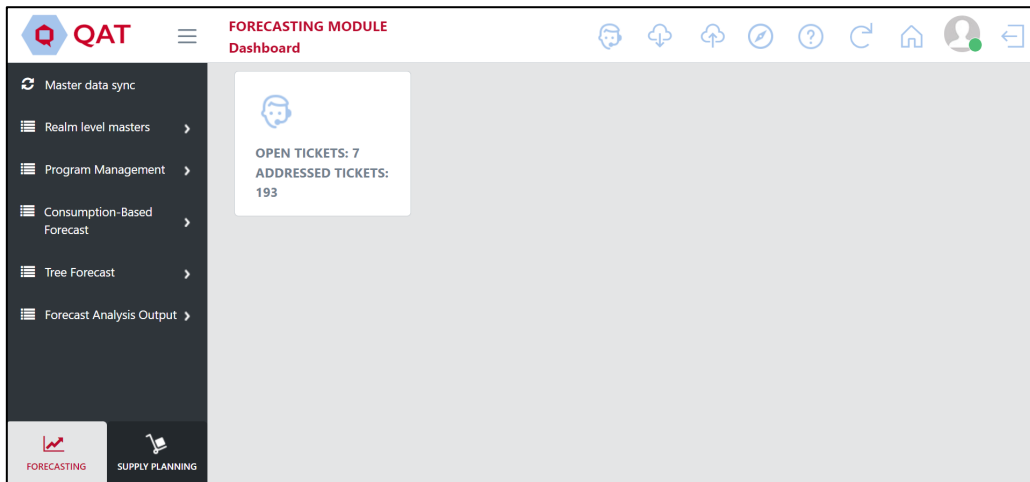 QAT
FORECASTING MODULE
Dashboard
Master data sync
Realm level masters
Program Management
Consumption-Based
Forecast
Tree Forecast
Forecast Analysis Output
OPEN TICKETS: 7
ADDRESSED TICKETS:
193
FORECASTING
SUPPLY PLANNING